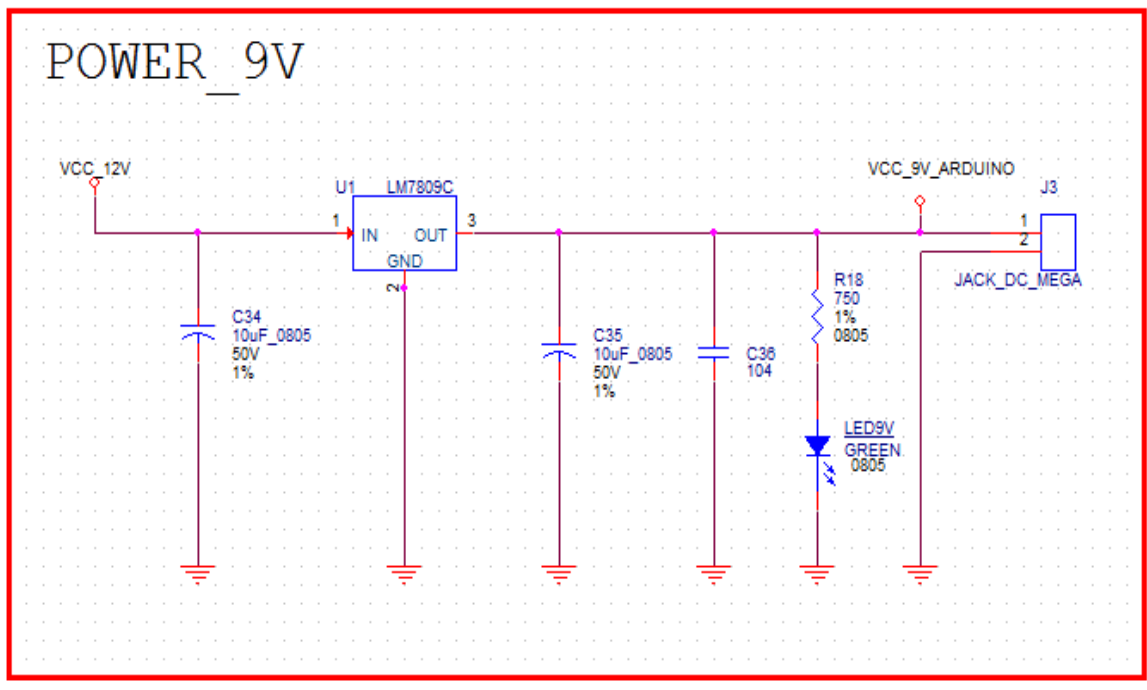 POWER_9V
VCC_12V
VCC_9V_ARDUINO
U1 LM7809C
J3
1
IN OUT
3
GND
2
1
2
JACK_DC_MEGA
C34
10uF_0805
50V
1%
C35
10uF_0805
50V
1%
C36
104
R18
750
1%
0805
LED9V
GREEN
0805